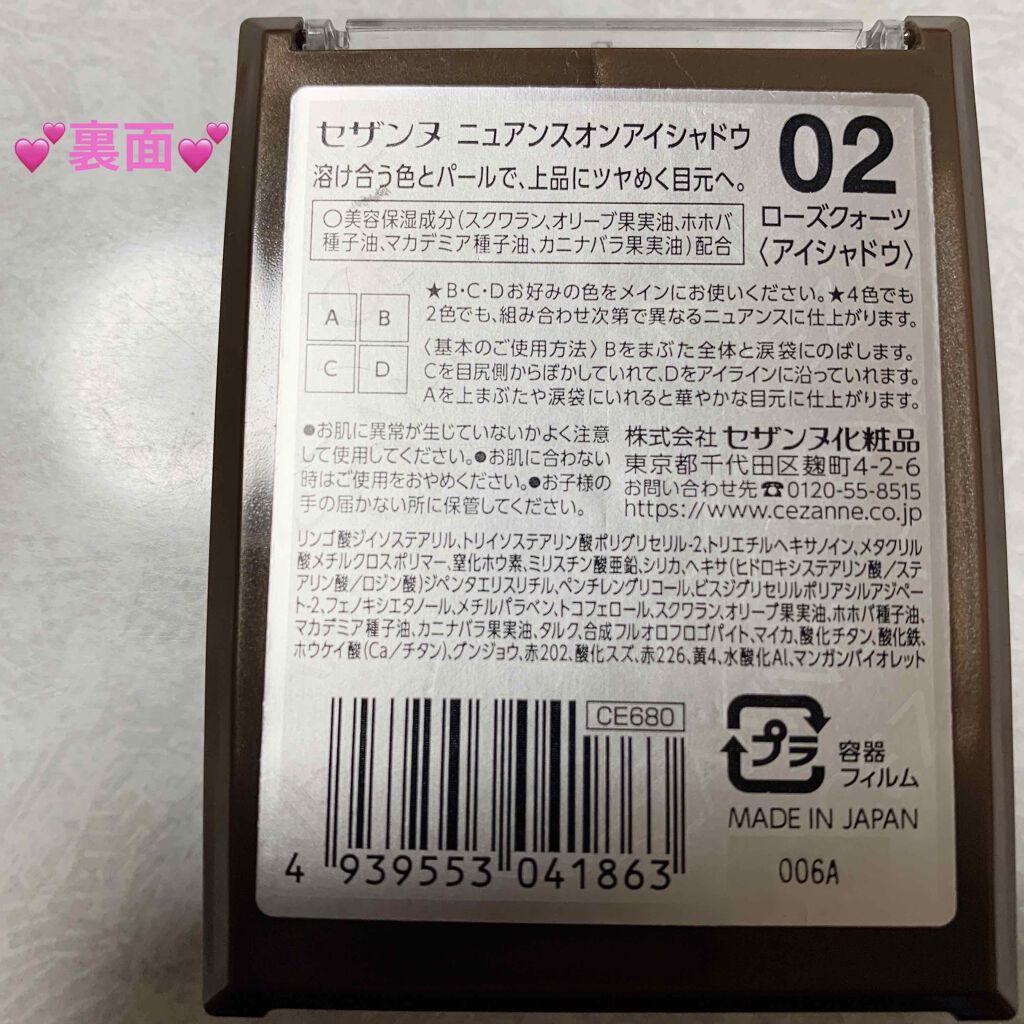 💕裏面💕
セザンヌ ニュアンスオンアイシャドウ
02
溶け合う色とパールで、上品にツヤめく目元へ。
ローズクォーツ
〈アイシャドウ〉
○美容保湿成分(スクワラン、オリーブ果実油、ホホバ
種子油、マカデミア種子油、カニナバラ果実油)配合
A B
C D
★B・C・Dお好みの色をメインにお使いください。★4色でも
2色でも、組み合わせ次第で異なるニュアンスに仕上がります。
〈基本のご使用方法〉Bをまぶた全体と涙袋にのばします。
Cを目尻側からぼかしていれて、Dをアイラインに沿っていれます。
Aを上まぶたや涙袋にいれると華やかな目元に仕上がります。
●お肌に異常が生じていないかよく注意
して使用してください。●お肌に合わない
時はご使用をおやめください。●お子様の
手の届かない所に保管してください。
株式会社 セザンヌ化粧品
東京都千代田区麹町4-2-6
お問い合わせ先☎0120-55-8515
https://www.cezanne.co.jp
リンゴ酸ジイソステアリル、トリイソステアリン酸ポリグリセリル-2、トリエチルヘキサノイン、メタクリル
酸メチルクロスポリマー、窒化ホウ素、ミリスチン酸亜鉛、シリカ、ヘキサ(ヒドロキシステアリン酸/ステ
アリン酸/ロジン酸)ジペンタエリスリチル、ペンチレングリコール、ビスジグリセリルポリアシルアジペー
ト-2、フェノキシエタノール、メチルパラベン、トコフェロール、スクワラン、オリーブ果実油、ホホバ種子油、
マカデミア種子油、カニナバラ果実油、タルク、合成フルオロフロゴパイト、マイカ、酸化チタン、酸化鉄、
ホウケイ酸(Ca/チタン)、グンジョウ、赤202、酸化スズ、赤226、黄4、水酸化Al、マンガンバイオレット
CE680
4 939553 041863
プラ
容器
フィルム
MADE IN JAPAN
006A